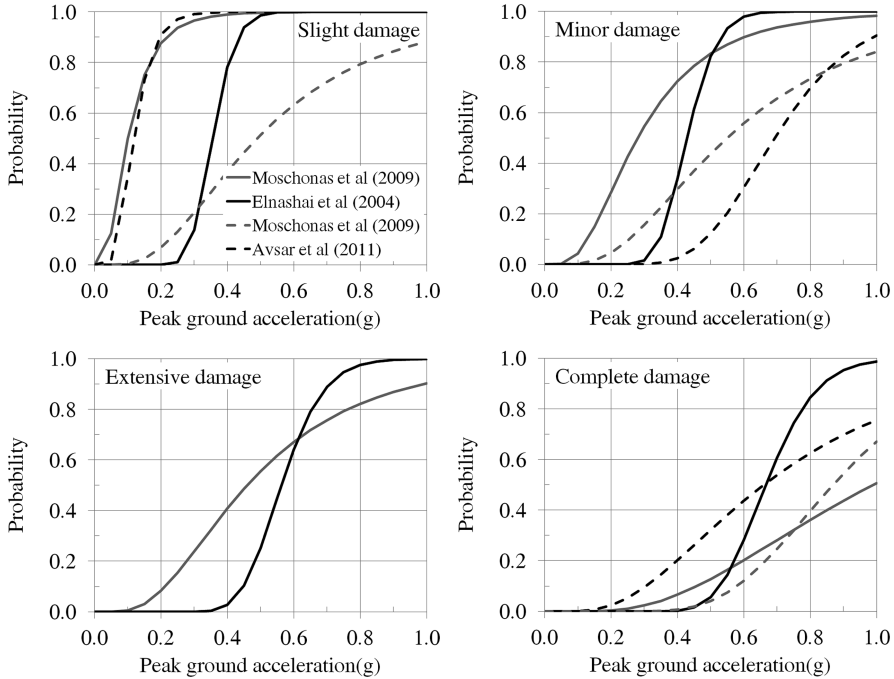 1.0
Slight damage
0.8
0.6
Probability
0.4
Moschonas et al (2009)
Elnashai et al (2004)
0.2
Moschonas et al (2009)
Avsar et al (2011)
0.0
0.0 0.2 0.4 0.6 0.8 1.0
Peak ground acceleration(g)
1.0
Minor damage
0.8
0.6
Probability
0.4
0.2
0.0
0.0 0.2 0.4 0.6 0.8 1.0
Peak ground acceleration(g)
1.0
Extensive damage
0.8
0.6
Probability
0.4
0.2
0.0
0.0 0.2 0.4 0.6 0.8 1.0
Peak ground acceleration(g)
1.0
Complete damage
0.8
0.6
Probability
0.4
0.2
0.0
0.0 0.2 0.4 0.6 0.8 1.0
Peak ground acceleration(g)